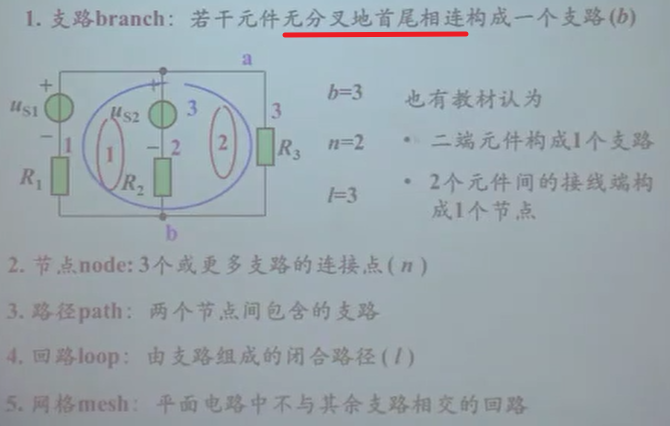 1. 支路branch: 若干元件无分叉地首尾相连构成一个支路(b)
a
+
+
uS1
uS2
3
3
−
−
1
1
2
2
R1
R2
R3
b
b=3
n=2
l=3
也有教材认为
• 二端元件构成1个支路
• 2个元件间的接线端构
成1个节点
2. 节点node: 3个或更多支路的连接点(n)
3. 路径path: 两个节点间包含的支路
4. 回路loop: 由支路组成的闭合路径(l)
5. 网格mesh: 平面电路中不与其余支路相交的回路